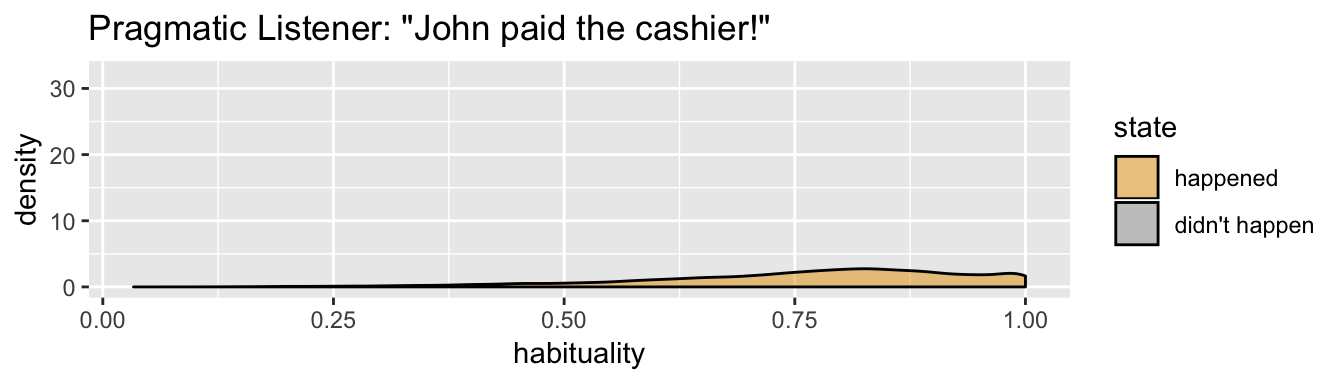 Pragmatic Listener: "John paid the cashier!"
30
20
10
0
density
0.00 0.25 0.50 0.75 1.00
habituality
state
happened
didn't happen